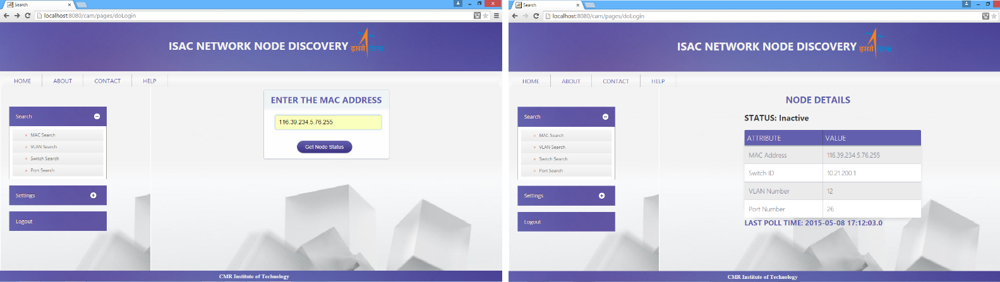 Search
localhost:8080/cam/pages/doLogin
ISAC NETWORK NODE DISCOVERY
इसरो isro
HOME ABOUT CONTACT HELP
Search
» MAC Search
» VLAN Search
» Switch Search
» Port Search
Settings
Logout
ENTER THE MAC ADDRESS
116.39.234.5.76.255
Get Node Status
CMR Institute of Technology
Search
localhost:8080/cam/pages/doLogin
ISAC NETWORK NODE DISCOVERY
इसरो isro
HOME ABOUT CONTACT HELP
Search
» MAC Search
» VLAN Search
» Switch Search
» Port Search
Settings
Logout
NODE DETAILS
STATUS: Inactive
ATTRIBUTE VALUE
MAC Address 116.39.234.5.76.255
Switch ID 10.21.200.1
VLAN Number 12
Port Number 26
LAST POLL TIME: 2015-05-08 17:12:03.0
CMR Institute of Technology